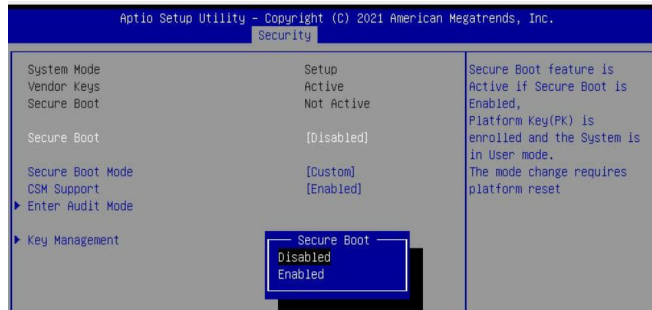 Aptio Setup Utility – Copyright (C) 2021 American Megatrends, Inc.
Security
System Mode Setup
Vendor Keys Active
Secure Boot Not Active
Secure Boot [Disabled]
Secure Boot Mode [Custom]
CSM Support [Enabled]
Enter Audit Mode
Key Management
Secure Boot feature is
Active if Secure Boot is
Enabled,
Platform Key(PK) is
enrolled and the System is
in User mode.
The mode change requires
platform reset
Secure Boot
Disabled
Enabled